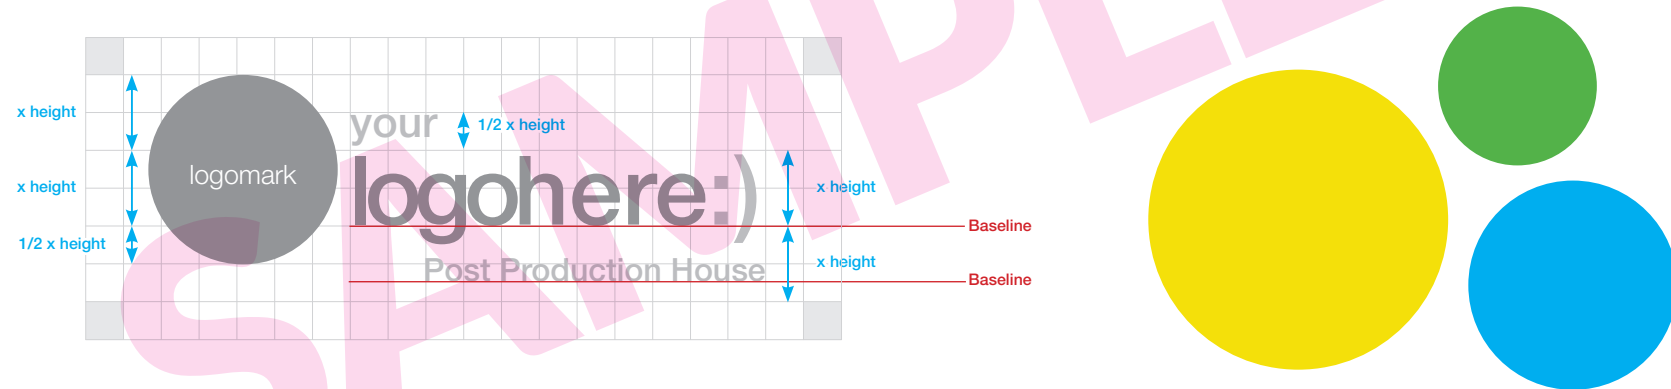 x height
your
1/2 x height
logomark
x height
logohere:)
x height
Baseline
1/2 x height
Post Production House
x height
Baseline
SAMPLE